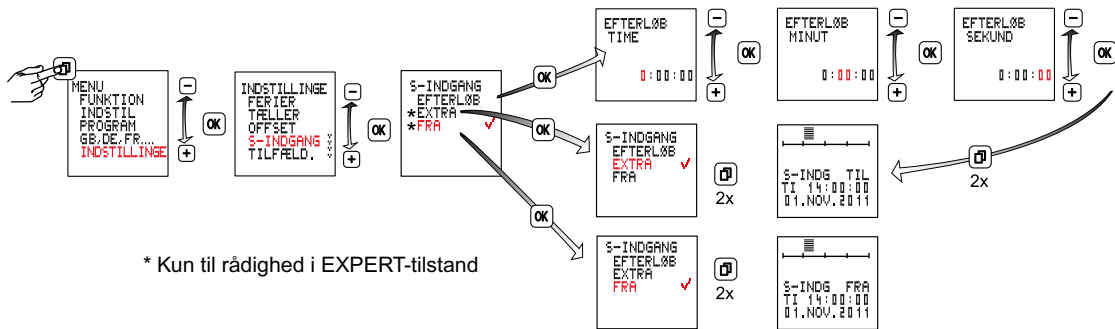 MENU
FUNKTION
INDSTIL
PROGRAM
GB,DE,FR....
INDSTILLINGE
−
OK
+
INDSTILLINGE
FERIER
TÆLLER
OFFSET
S-INDGANG
TILFÆLD.
−
OK
+
S-INDGANG
EFTERLØB
*EXTRA
*FRA ✓
OK
EFTERLØB
TIME
0:00:00
−
OK
+
EFTERLØB
MINUT
0:00:00
−
OK
+
EFTERLØB
SEKUND
0:00:00
−
OK
+
OK
S-INDGANG
EFTERLØB
EXTRA ✓
FRA
2x
S-INDG TIL
TI 14:00:00
01.NOV.2011
2x
OK
S-INDGANG
EFTERLØB
EXTRA
FRA ✓
2x
S-INDG FRA
TI 14:00:00
01.NOV.2011
* Kun til rådighed i EXPERT-tilstand